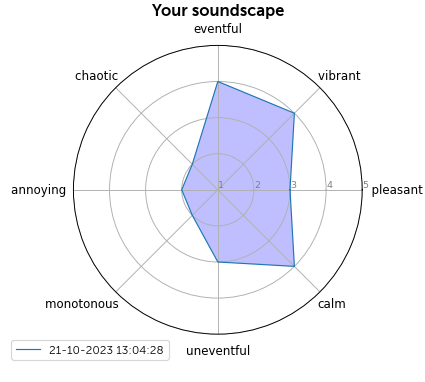 Your soundscape
eventful
chaotic
vibrant
annoying
1 2 3 4 5
pleasant
monotonous
calm
uneventful
21-10-2023 13:04:28